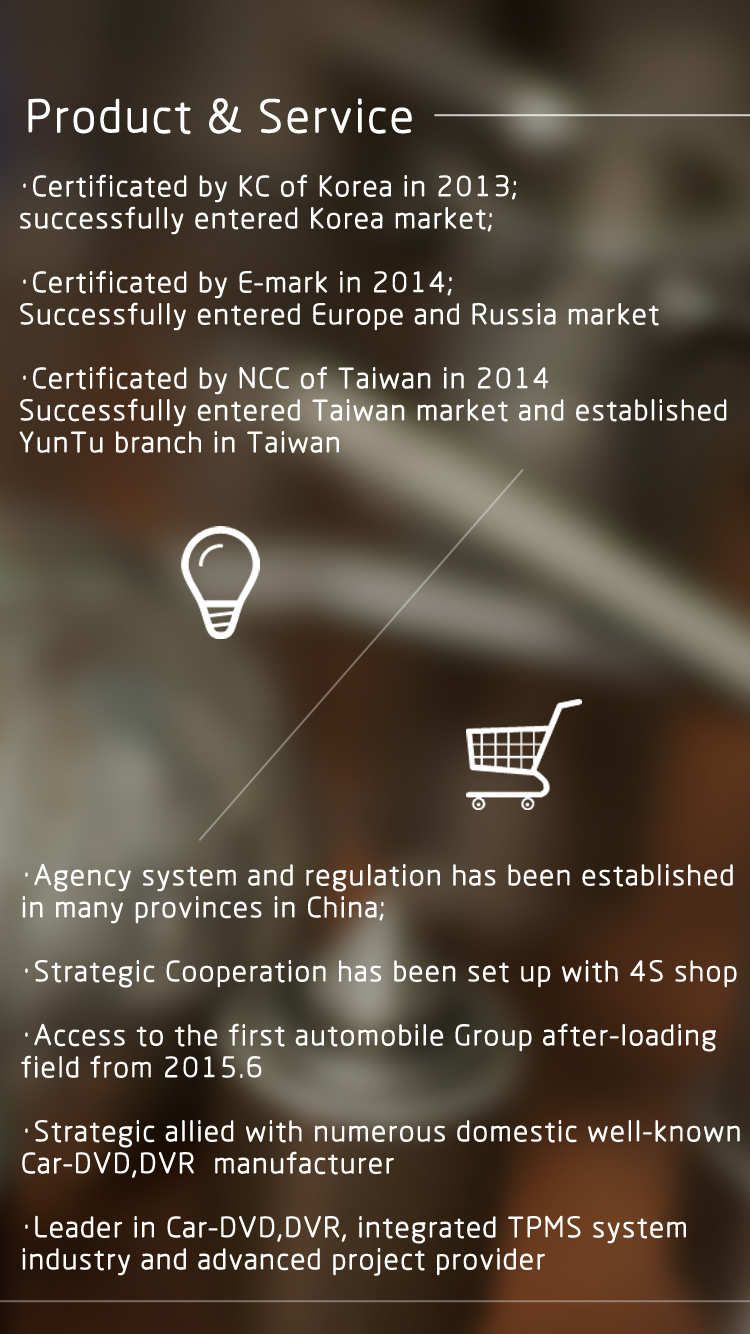 Product & Service
·Certificated by KC of Korea in 2013;
successfully entered Korea market;
·Certificated by E-mark in 2014;
Successfully entered Europe and Russia market
·Certificated by NCC of Taiwan in 2014
Successfully entered Taiwan market and established
YunTu branch in Taiwan
·Agency system and regulation has been established
in many provinces in China;
·Strategic Cooperation has been set up with 4S shop
·Access to the first automobile Group after-loading
field from 2015.6
·Strategic allied with numerous domestic well-known
Car-DVD,DVR  manufacturer
·Leader in Car-DVD,DVR, integrated TPMS system
industry and advanced project provider